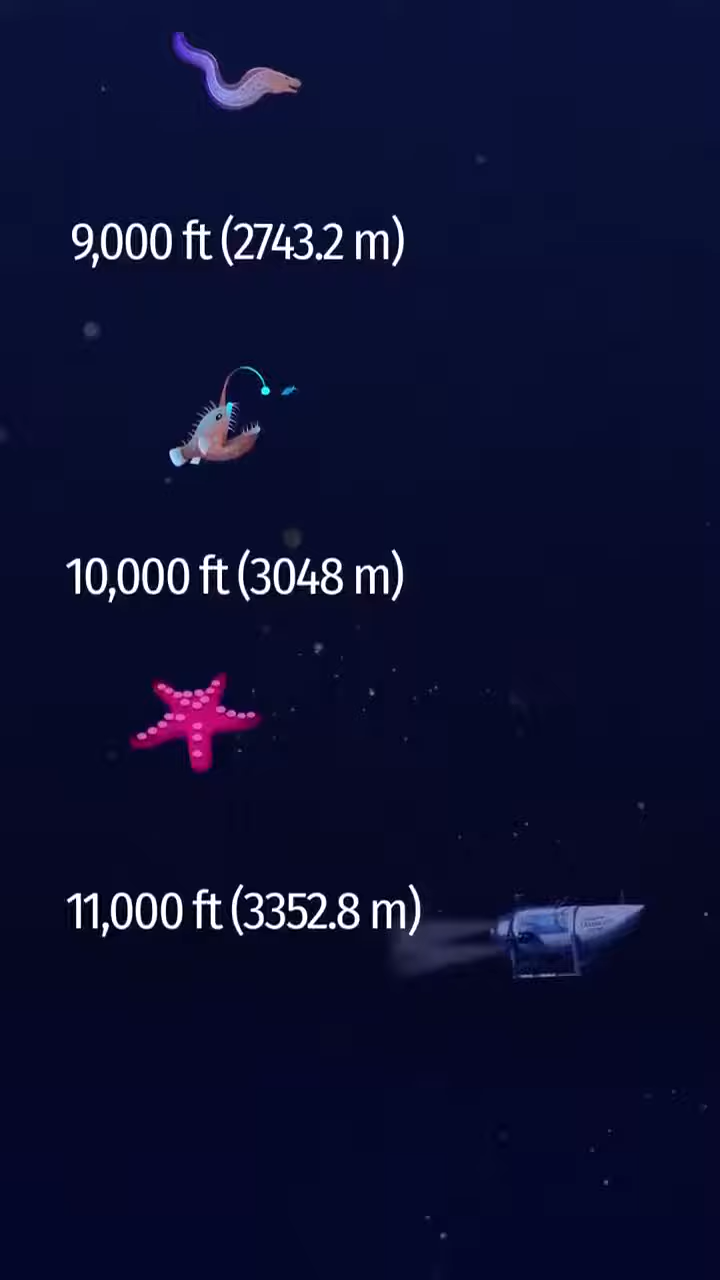 9,000 ft (2743.2 m)
10,000 ft (3048 m)
11,000 ft (3352.8 m)